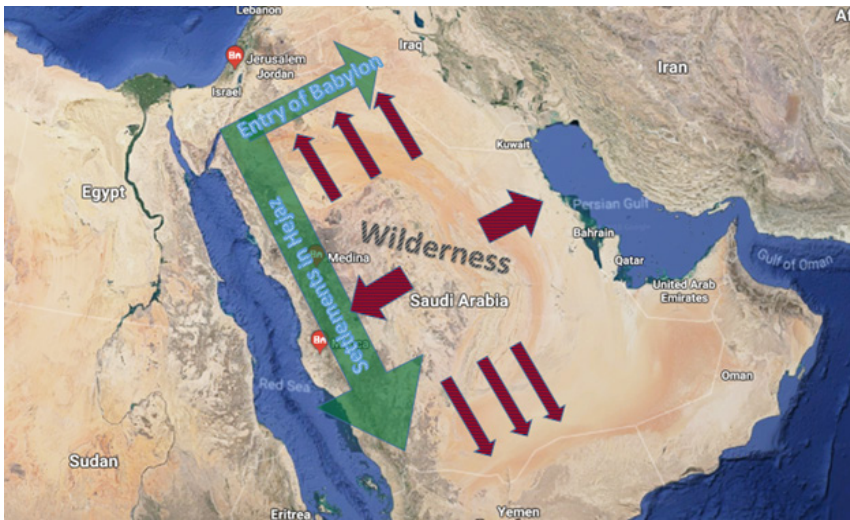 Lebanon
Af
Iraq
Jerusalem
Jordan
Israel
Iran
Entry of Babylon
Kuwait
Egypt
Persian Gulf
Wilderness
Bahrain
Medina
Qatar
Gulf of Oman
Settlements In Hejaz
Saudi Arabia
United Arab
Emirates
Oman
Red Sea
Sudan
Yemen
Eritrea